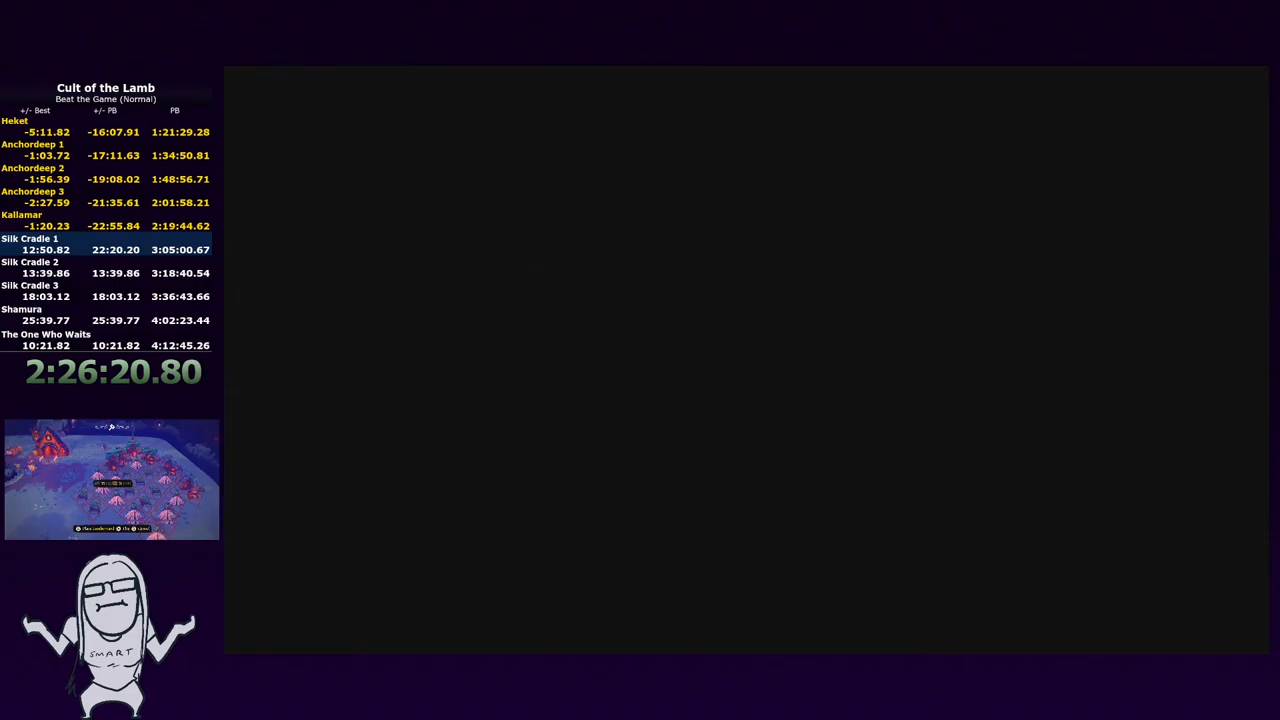 Cult of the Lamb
Beat the Game (Normal)
+/- Best +/- PB PB
Heket
-5:11.82 -16:07.91 1:21:29.28
Anchordeep 1
-1:03.72 -17:11.63 1:34:50.81
Anchordeep 2
-1:56.39 -19:08.02 1:48:56.71
Anchordeep 3
-2:27.59 -21:35.61 2:01:58.21
Kallamar
-1:20.23 -22:55.84 2:19:44.62
Silk Cradle 1
12:50.82 22:20.20 3:05:00.67
Silk Cradle 2
13:39.86 13:39.86 3:18:40.54
Silk Cradle 3
18:03.12 18:03.12 3:36:43.66
Shamura
25:39.77 25:39.77 4:02:23.44
The One Who Waits
10:21.82 10:21.82 4:12:45.26
2:26:20.80
SMART